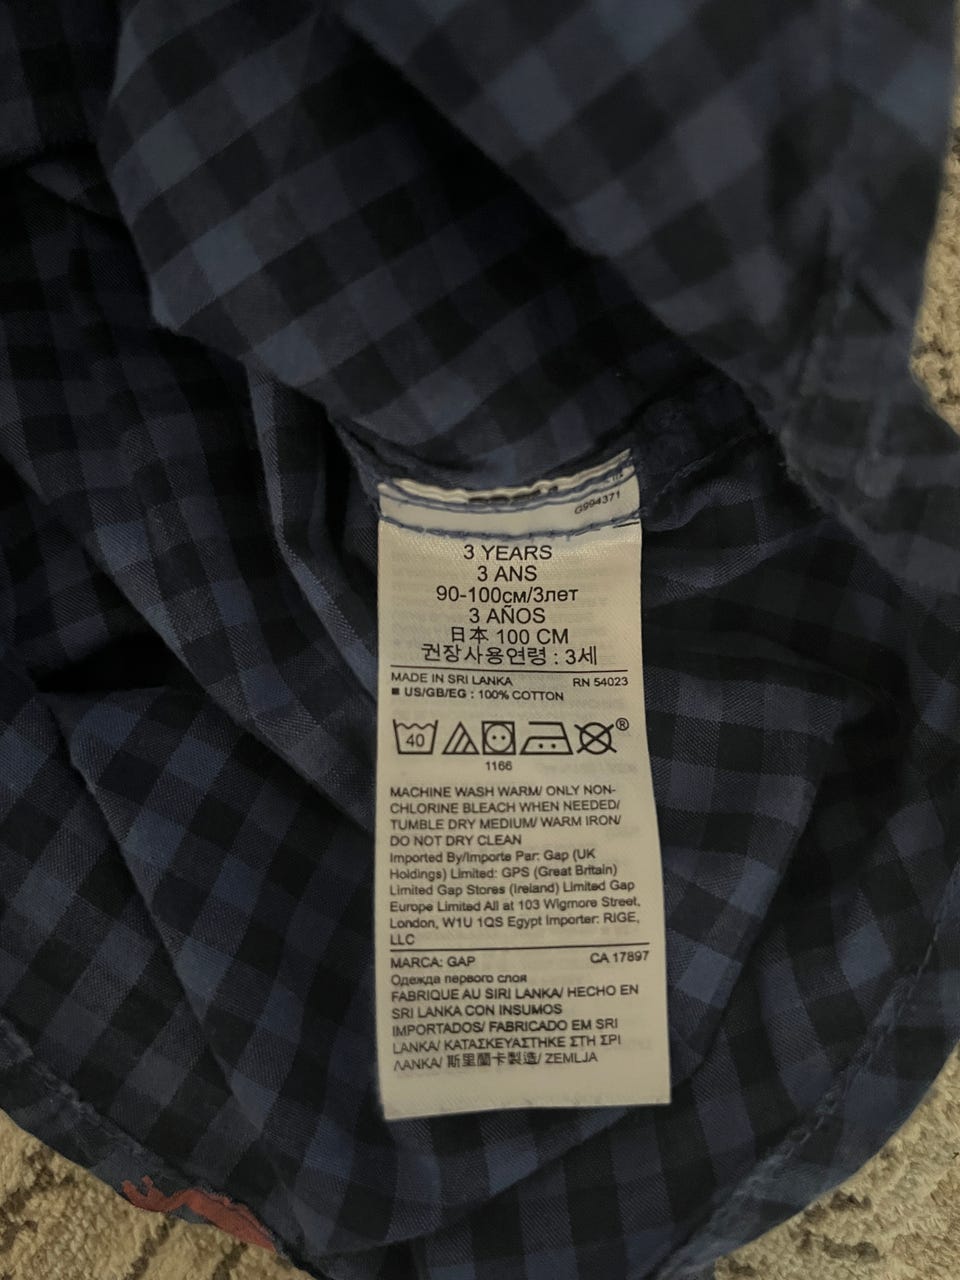 G994371
3 YEARS
3 ANS
90-100см/3лет
3 AÑOS
日本 100 CM
권장사용연령 : 3세
MADE IN SRI LANKA RN 54023
■ US/GB/EG : 100% COTTON
40 ®
1166
MACHINE WASH WARM/ ONLY NON-
CHLORINE BLEACH WHEN NEEDED/
TUMBLE DRY MEDIUM/ WARM IRON/
DO NOT DRY CLEAN
Imported By/Importe Par: Gap (UK
Holdings) Limited: GPS (Great Britain)
Limited Gap Stores (Ireland) Limited Gap
Europe Limited All at 103 Wigmore Street,
London, W1U 1QS Egypt Importer: RIGE,
LLC
MARCA: GAP CA 17897
Одежда первого слоя
FABRIQUE AU SIRI LANKA/ HECHO EN
SRI LANKA CON INSUMOS
IMPORTADOS/ FABRICADO EM SRI
LANKA/ ΚΑΤΑΣΚΕΥΑΣΤΗΚΕ ΣΤΗ ΣΡΙ
ΛΑΝΚΑ/ 斯里蘭卡製造/ ZEMLJA